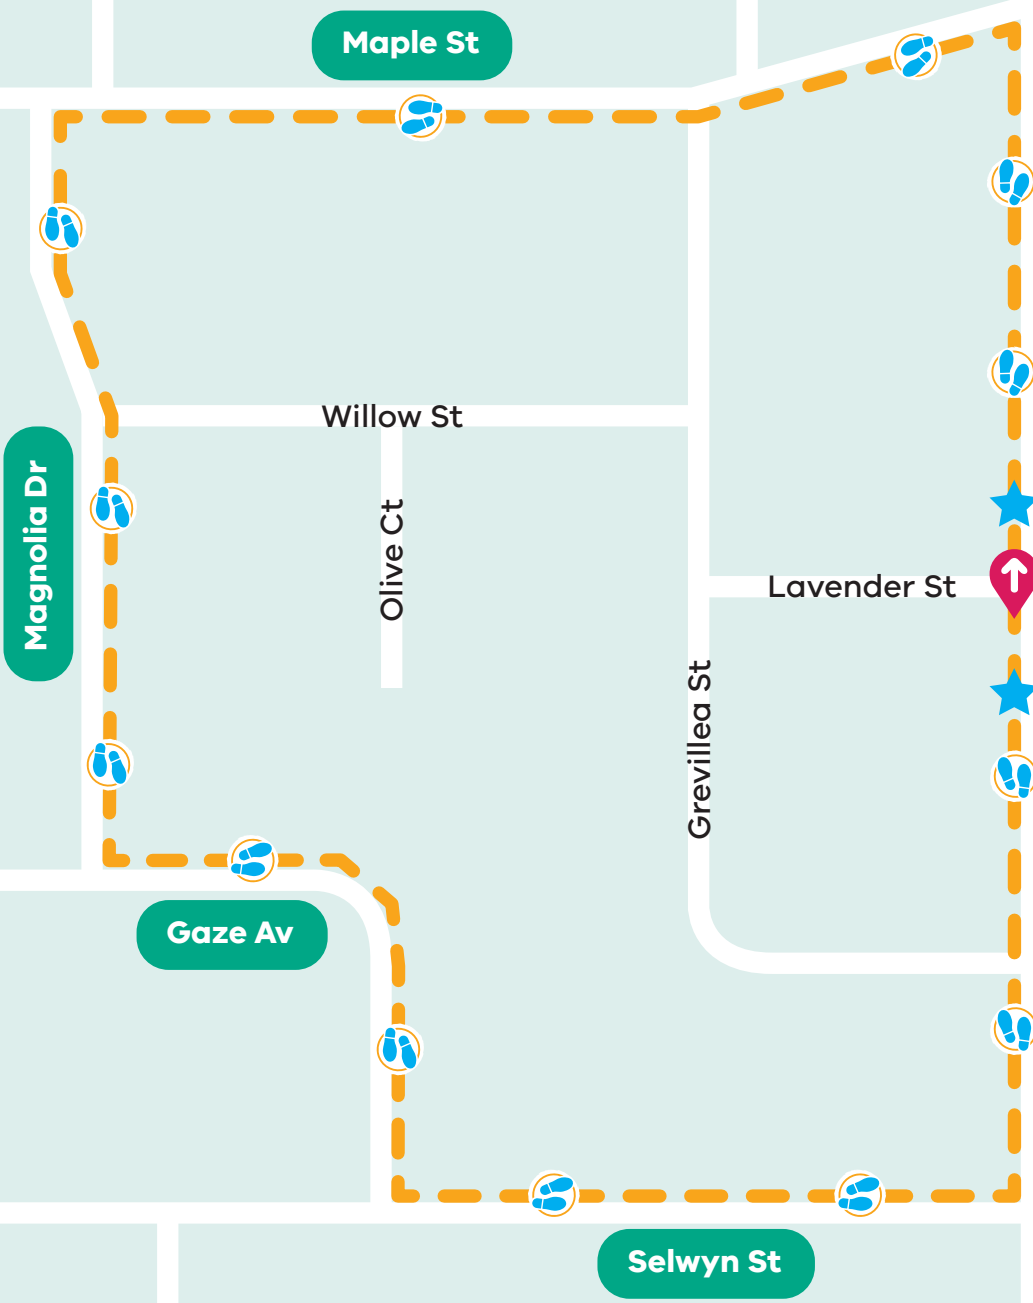 Maple St
Willow St
Magnolia Dr
Olive Ct
Lavender St
Grevillea St
Gaze Av
Selwyn St